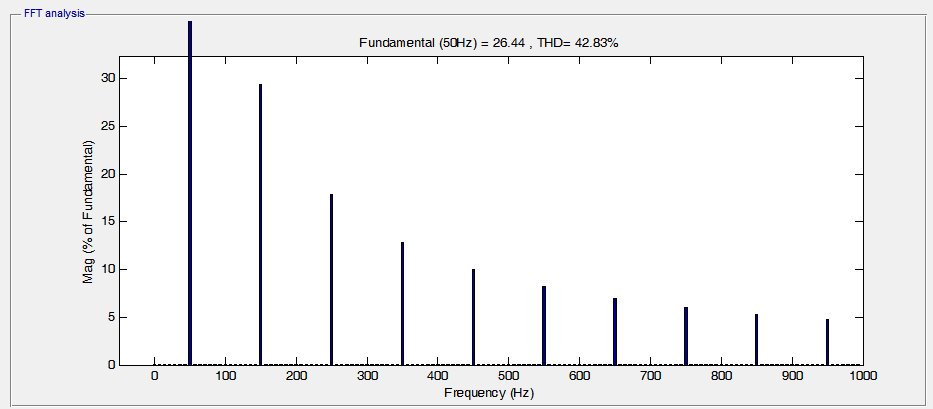 FFT analysis
Fundamental (50Hz) = 26.44 , THD= 42.83%
Mag (% of Fundamental)
30
25
20
15
10
5
0
0 100 200 300 400 500 600 700 800 900 1000
Frequency (Hz)